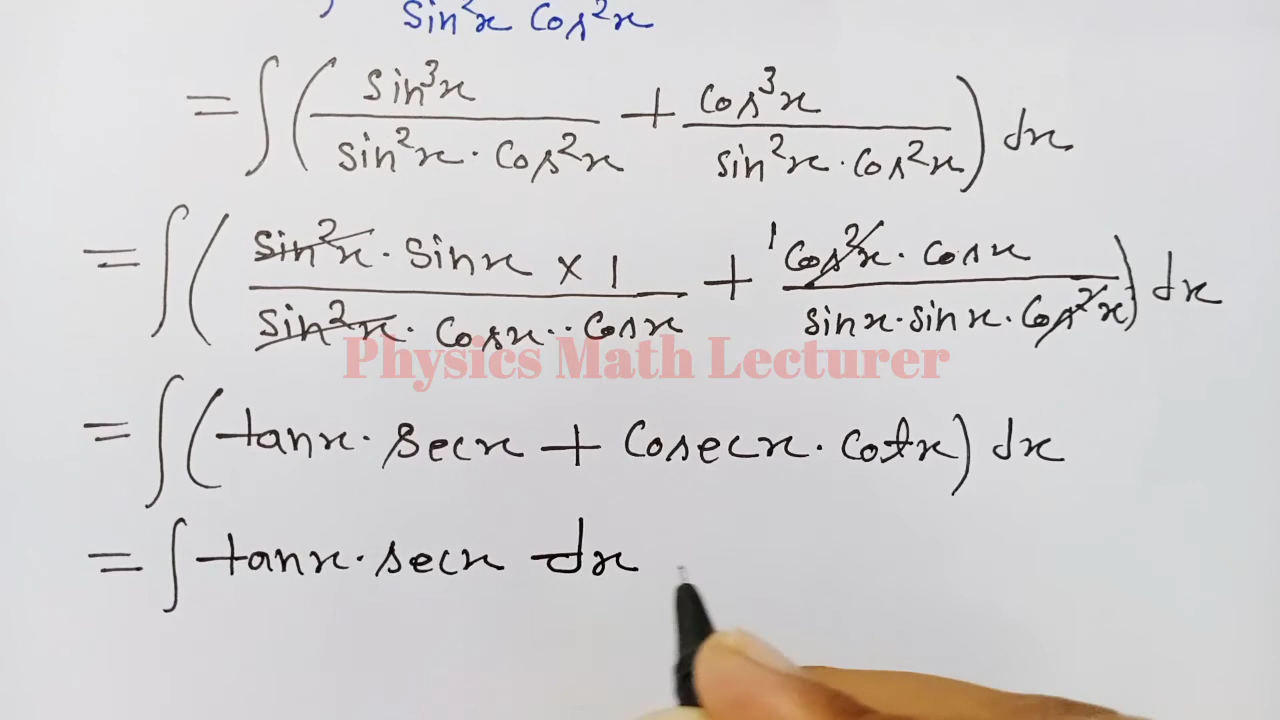 sin²x cos²x
= ∫ ( sin³x / sin²x · cos²x + cos³x / sin²x · cos²x ) dx
= ∫ ( sin²x · sinx × 1 / sin²x · cosx · · cosx + 1 cos²x · cosx / sinx · sinx · cos²x ) dx
Physics Math Lecturer
= ∫ ( tanx · secx + cosecx · cotx ) dx
= ∫ tanx · secx dx